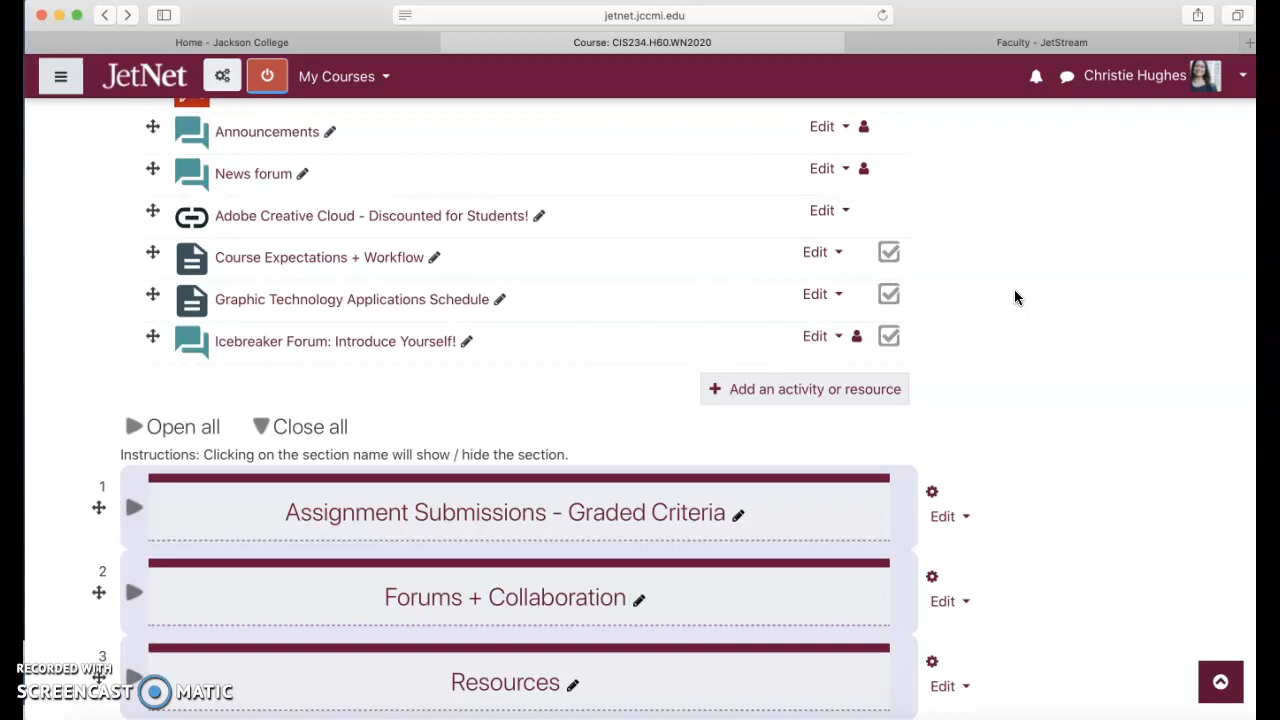 jetnet.jccmi.edu
Home - Jackson College
Course: CIS234.H60.WN2020
Faculty - JetStream
JetNet
My Courses
Christie Hughes
Announcements
Edit
News forum
Edit
Adobe Creative Cloud - Discounted for Students!
Edit
Course Expectations + Workflow
Edit
Graphic Technology Applications Schedule
Edit
Icebreaker Forum: Introduce Yourself!
Edit
Add an activity or resource
Open all
Close all
Instructions: Clicking on the section name will show / hide the section.
1
Assignment Submissions - Graded Criteria
Edit
2
Forums + Collaboration
Edit
3
Resources
Edit
RECORDED WITH
SCREENCAST MATIC